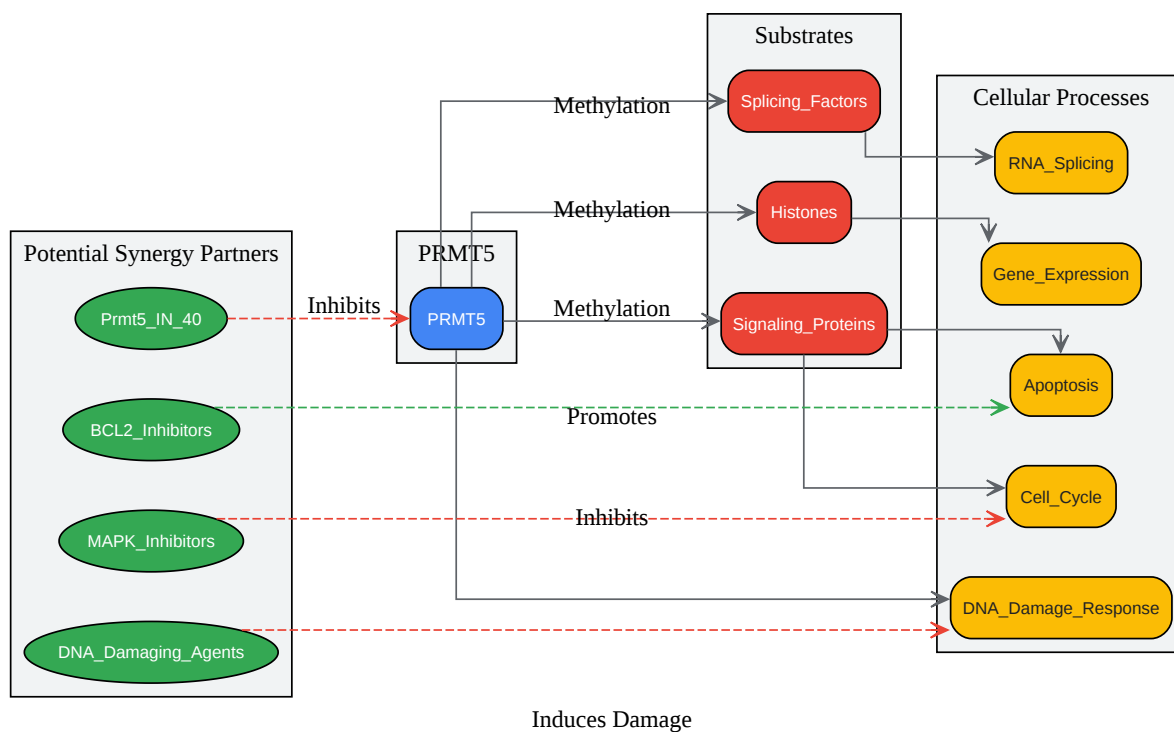 Substrates
Cellular Processes
Methylation
Splicing_Factors
RNA_Splicing
Methylation
Histones
Gene_Expression
Potential Synergy Partners
PRMT5
Prmt5_IN_40
Inhibits
PRMT5
Methylation
Signaling_Proteins
Apoptosis
BCL2_Inhibitors
Promotes
Cell_Cycle
MAPK_Inhibitors
Inhibits
DNA_Damage_Response
DNA_Damaging_Agents
Induces Damage